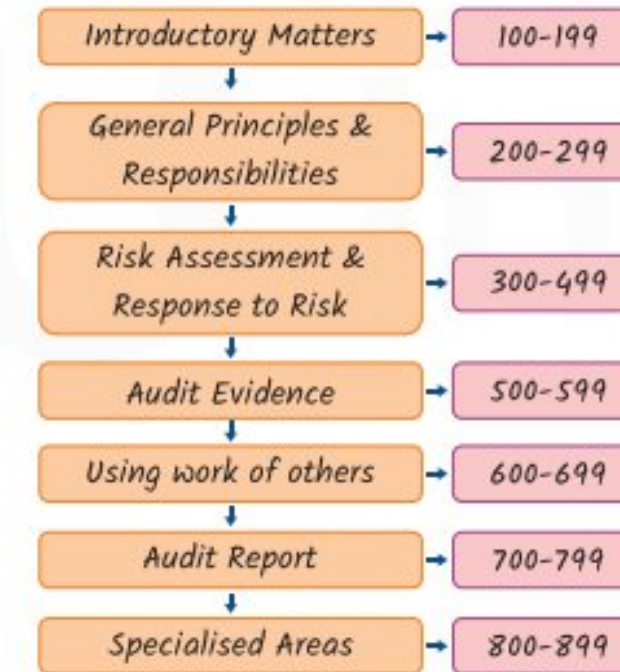 Introductory Matters
100-199
General Principles &
Responsibilities
200-299
Risk Assessment &
Response to Risk
300-499
Audit Evidence
500-599
Using work of others
600-699
Audit Report
700-799
Specialised Areas
800-899